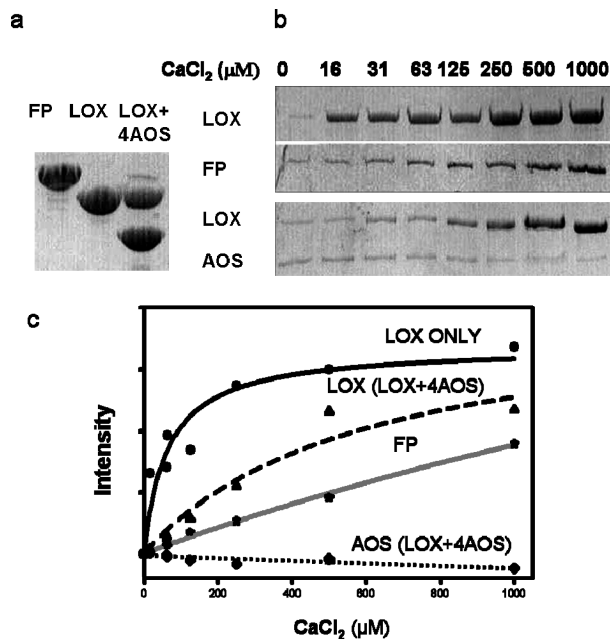 a
b
CaCl₂ (μM)
0 16 31 63 125 250 500 1000
FP LOX LOX+
4AOS
LOX
FP
LOX
AOS
c
LOX ONLY
LOX (LOX+4AOS)
FP
AOS (LOX+4AOS)
Intensity
0 200 400 600 800 1000
CaCl₂ (μM)